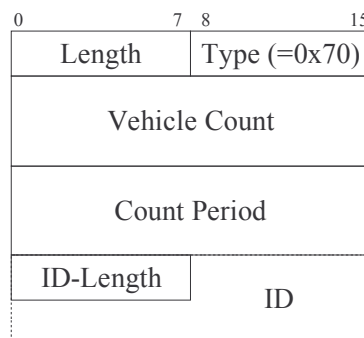 0 7 8 15
Length Type (=0x70)
Vehicle Count
Count Period
ID-Length
ID